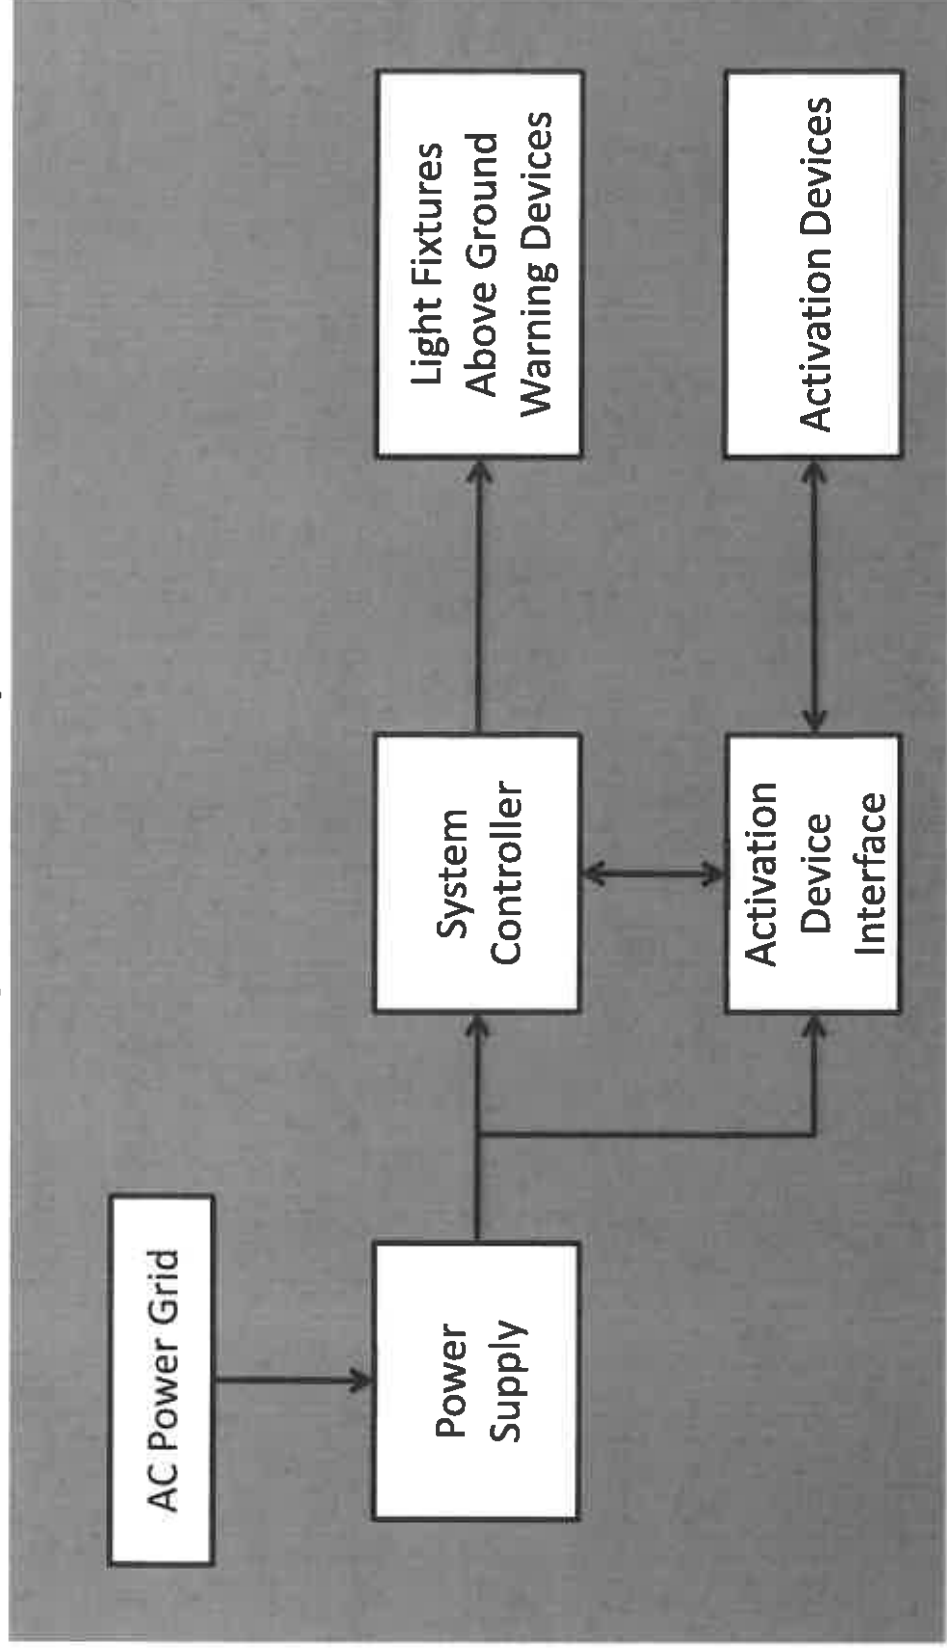 AC Power Grid
Power
Supply
System
Controller
Light Fixtures
Above Ground
Warning Devices
Activation
Device
Interface
Activation Devices